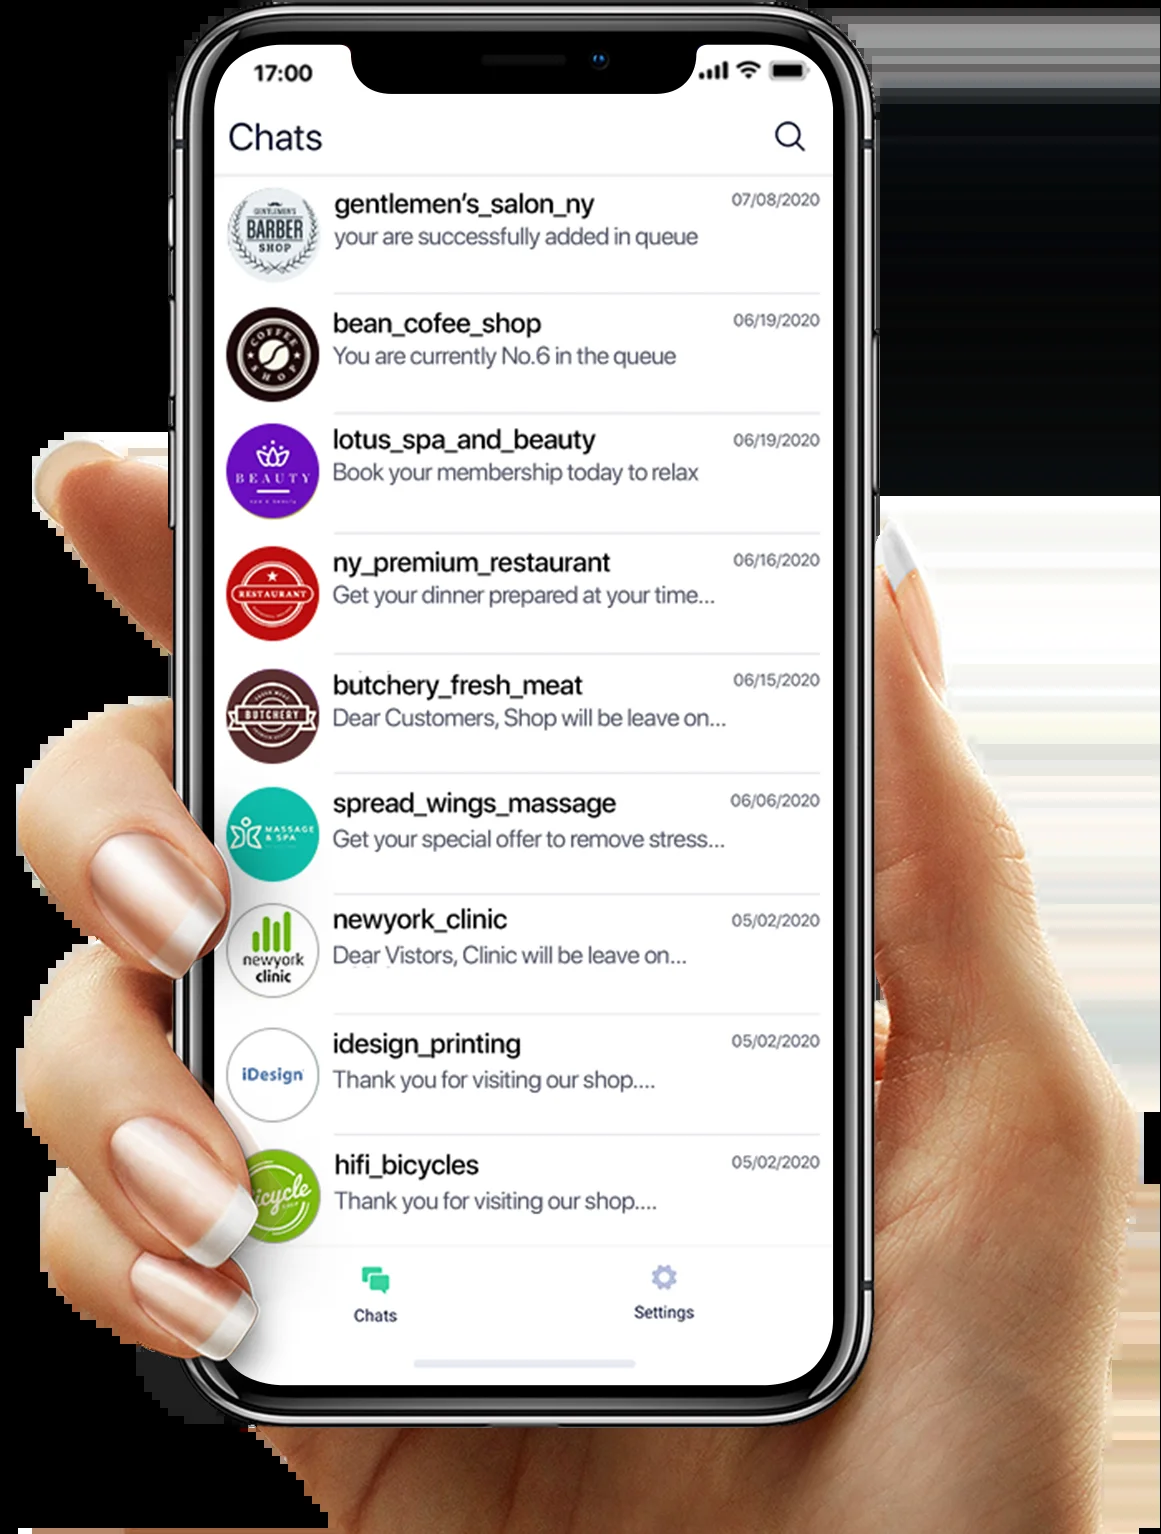 17:00
Chats
GENTLEMEN'S
BARBER
SHOP
gentlemen's_salon_ny
07/08/2020
your are successfully added in queue
COFFEE
SHOP
bean_cofee_shop
06/19/2020
You are currently No.6 in the queue
BEAUTY
lotus_spa_and_beauty
06/19/2020
Book your membership today to relax
RESTAURANT
ny_premium_restaurant
06/16/2020
Get your dinner prepared at your time...
BUTCHERY
butchery_fresh_meat
06/15/2020
Dear Customers, Shop will be leave on...
MASSAGE
& SPA
spread_wings_massage
06/06/2020
Get your special offer to remove stress...
newyork
clinic
newyork_clinic
05/02/2020
Dear Vistors, Clinic will be leave on...
iDesign
idesign_printing
05/02/2020
Thank you for visiting our shop....
icycle
hifi_bicycles
05/02/2020
Thank you for visiting our shop....
Chats
Settings